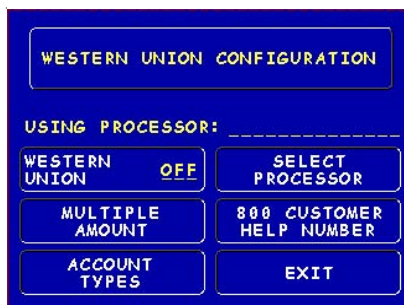 WESTERN UNION CONFIGURATION
USING PROCESSOR: _______________
WESTERN UNION OFF
SELECT PROCESSOR
MULTIPLE AMOUNT
800 CUSTOMER HELP NUMBER
ACCOUNT TYPES
EXIT